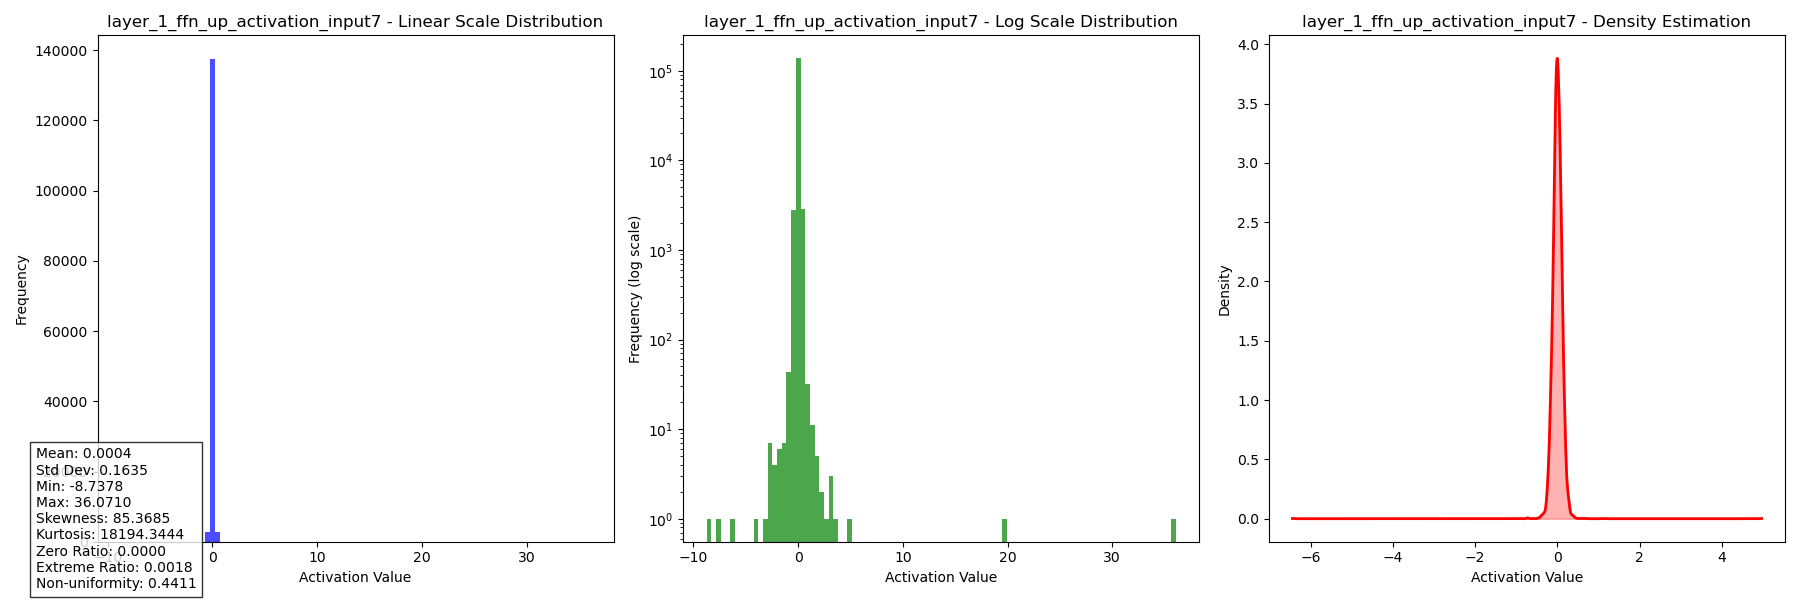 layer_1_ffn_up_activation_input7 - Linear Scale Distribution
140000
120000
100000
80000
60000
40000
Frequency
0
10
20
30
Activation Value
Mean: 0.0004
Std Dev: 0.1635
Min: -8.7378
Max: 36.0710
Skewness: 85.3685
Kurtosis: 18194.3444
Zero Ratio: 0.0000
Extreme Ratio: 0.0018
Non-uniformity: 0.4411
layer_1_ffn_up_activation_input7 - Log Scale Distribution
10^5
10^4
10^3
10^2
10^1
10^0
Frequency (log scale)
−10
0
10
20
30
Activation Value
layer_1_ffn_up_activation_input7 - Density Estimation
4.0
3.5
3.0
2.5
2.0
1.5
1.0
0.5
0.0
Density
−6
−4
−2
0
2
4
Activation Value